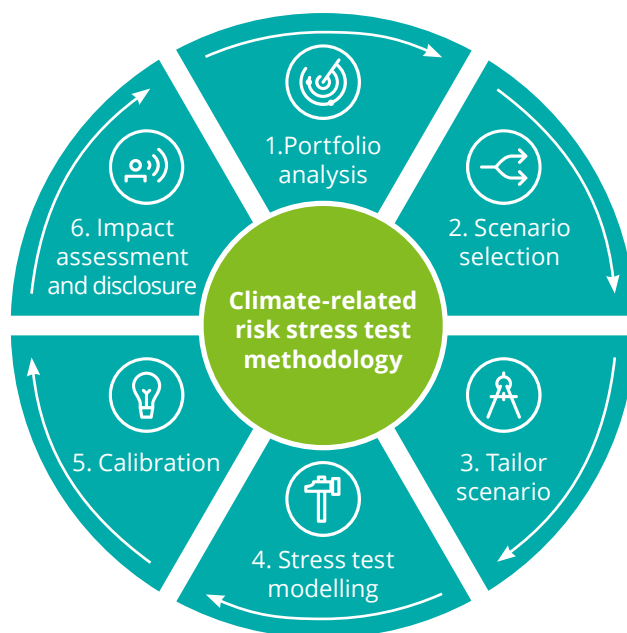 1.Portfolio
analysis
2. Scenario
selection
3. Tailor
scenario
4. Stress test
modelling
5. Calibration
6. Impact
assessment
and disclosure
Climate-related
risk stress test
methodology